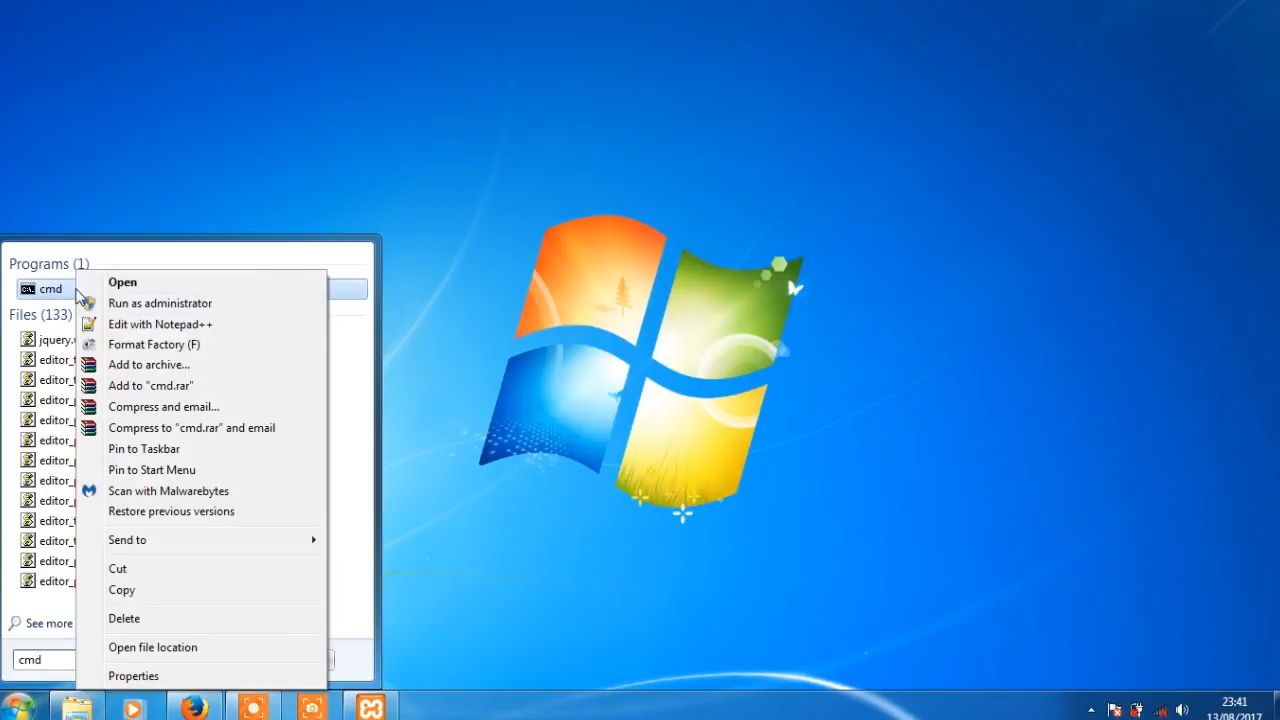 Programs (1)
cmd
Files (133)
jquery.
editor_
editor_
editor_
editor_
editor_
editor_
editor_
editor_
editor_
editor_
editor_
editor_
See more
cmd
Open
Run as administrator
Edit with Notepad++
Format Factory (F)
Add to archive...
Add to "cmd.rar"
Compress and email...
Compress to "cmd.rar" and email
Pin to Taskbar
Pin to Start Menu
Scan with Malwarebytes
Restore previous versions
Send to
Cut
Copy
Delete
Open file location
Properties
23:41
13/08/2017